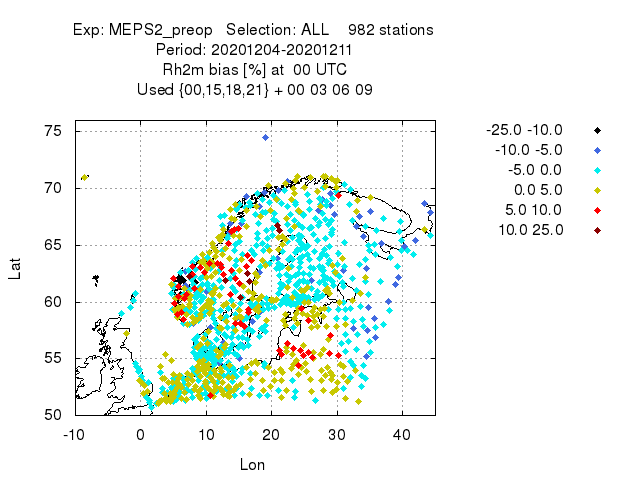 Exp: MEPS2_preop   Selection: ALL    982 stations
Period: 20201204-20201211
Rh2m bias [%] at  00 UTC
Used {00,15,18,21} + 00 03 06 09
-25.0 -10.0
-10.0 -5.0
-5.0 0.0
0.0 5.0
5.0 10.0
10.0 25.0
75
70
65
60
55
50
Lat
-10 0 10 20 30 40
Lon